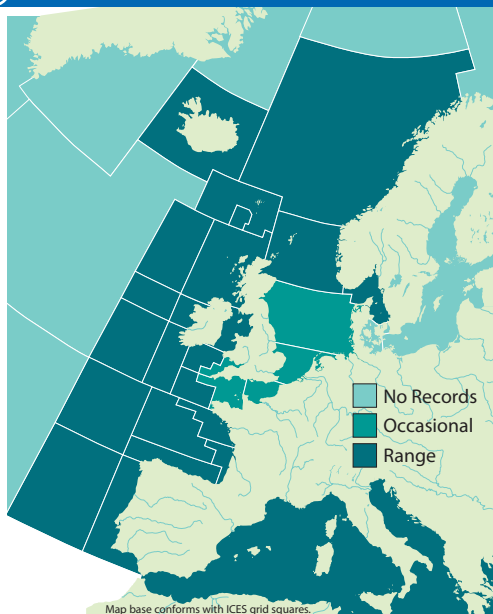 No Records
Occasional
Range
Map base conforms with ICES grid squares.